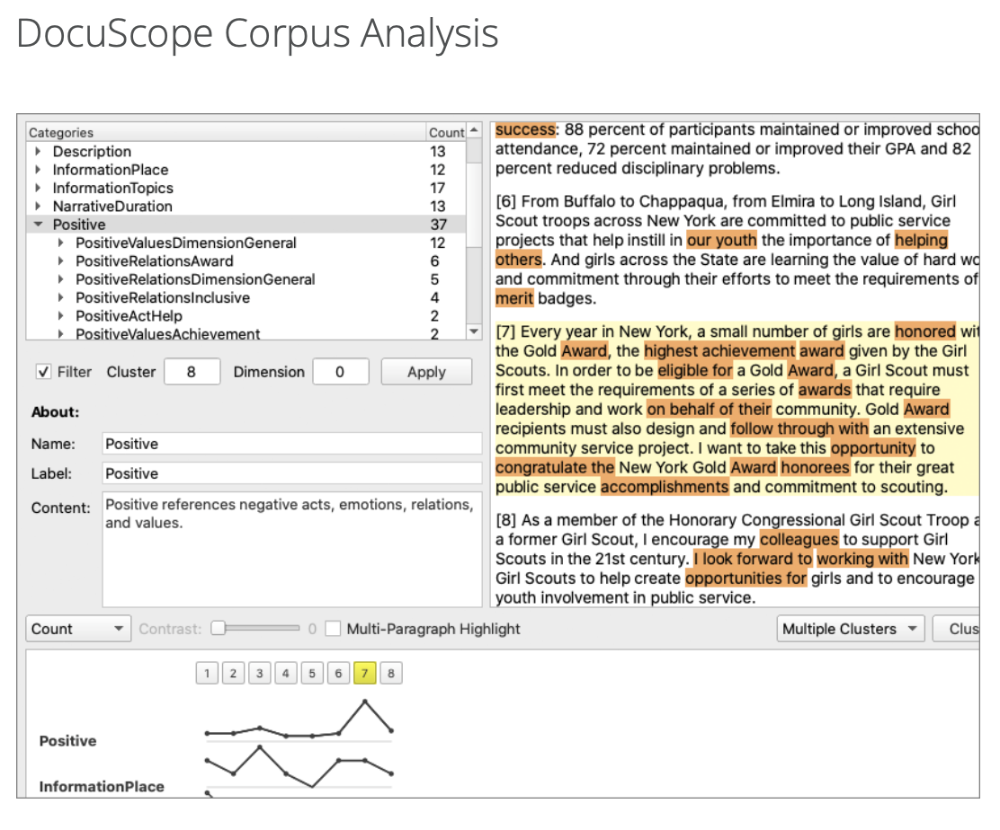 DocuScope Corpus Analysis
Categories Count
Description 13
InformationPlace 12
InformationTopics 17
NarrativeDuration 13
Positive 37
PositiveValuesDimensionGeneral 12
PositiveRelationsAward 6
PositiveRelationsDimensionGeneral 5
PositiveRelationsInclusive 4
PositiveActHelp 2
PositiveValuesAchievement 2
Filter Cluster 8 Dimension 0 Apply
About:
Name: Positive
Label: Positive
Content: Positive references negative acts, emotions, relations,
and values.
success: 88 percent of participants maintained or improved schoo
attendance, 72 percent maintained or improved their GPA and 82
percent reduced disciplinary problems.
[6] From Buffalo to Chappaqua, from Elmira to Long Island, Girl
Scout troops across New York are committed to public service
projects that help instill in our youth the importance of helping
others. And girls across the State are learning the value of hard wo
and commitment through their efforts to meet the requirements of
merit badges.
[7] Every year in New York, a small number of girls are honored wit
the Gold Award, the highest achievement award given by the Girl
Scouts. In order to be eligible for a Gold Award, a Girl Scout must
first meet the requirements of a series of awards that require
leadership and work on behalf of their community. Gold Award
recipients must also design and follow through with an extensive
community service project. I want to take this opportunity to
congratulate the New York Gold Award honorees for their great
public service accomplishments and commitment to scouting.
[8] As a member of the Honorary Congressional Girl Scout Troop a
a former Girl Scout, I encourage my colleagues to support Girl
Scouts in the 21st century. I look forward to working with New York
Girl Scouts to help create opportunities for girls and to encourage
youth involvement in public service.
Count Contrast: 0 Multi-Paragraph Highlight Multiple Clusters Clus
1 2 3 4 5 6 7 8
Positive
InformationPlace